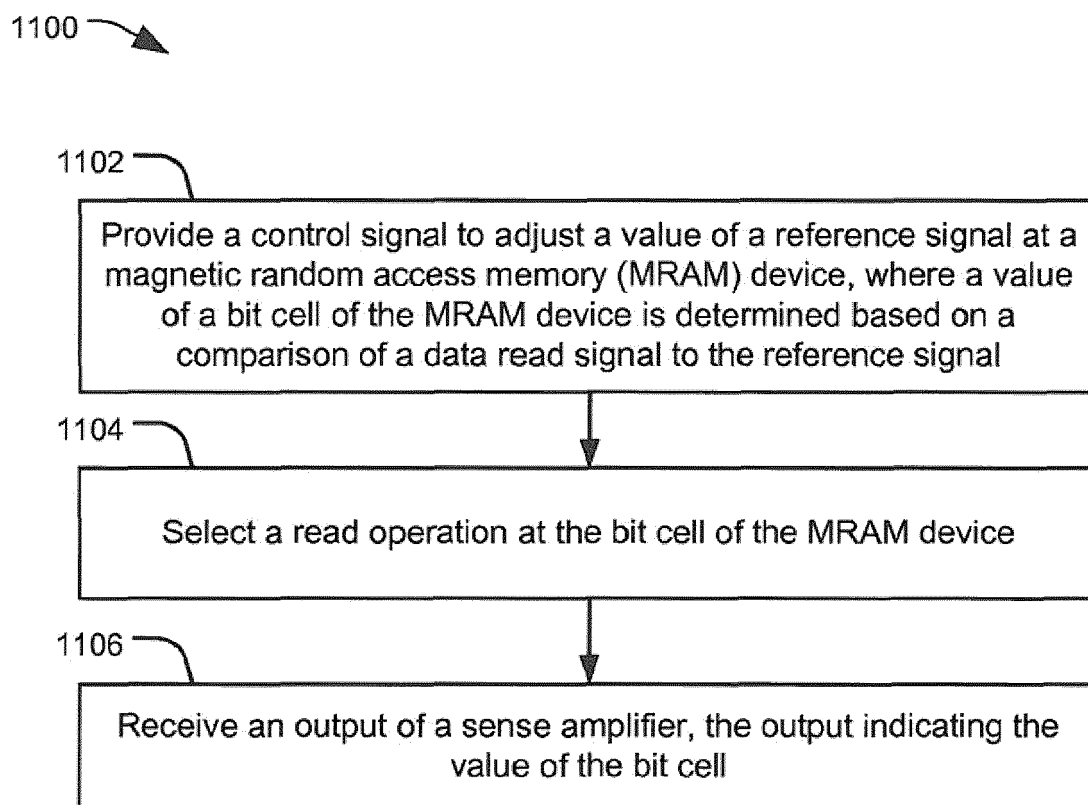 1100
1102
Provide a control signal to adjust a value of a reference signal at a
magnetic random access memory (MRAM) device, where a value
of a bit cell of the MRAM device is determined based on a
comparison of a data read signal to the reference signal
1104
Select a read operation at the bit cell of the MRAM device
1106
Receive an output of a sense amplifier, the output indicating the
value of the bit cell